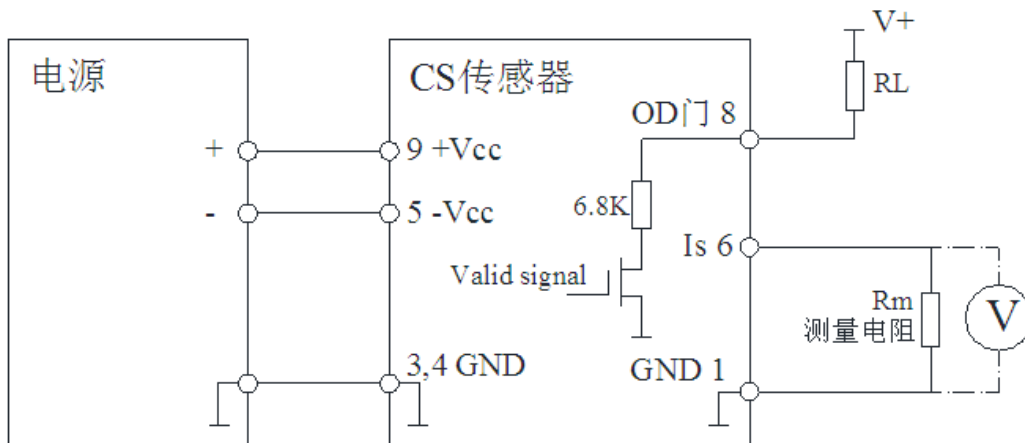 电源
+
-
CS传感器
9 +Vcc
5 -Vcc
3,4 GND
OD门 8
6.8K
Valid signal
Is 6
GND 1
V+
RL
Rm
测量电阻
V